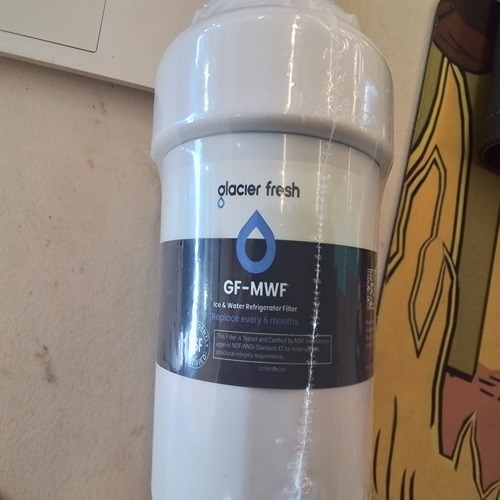 glacier fresh
GF-MWF
Ice & Water Refrigerator Filter
Replace every 6 months
This Filter is Tested and Certified by NSF International
against NSF/ANSI Standard 42 for material and
structural integrity requirements.